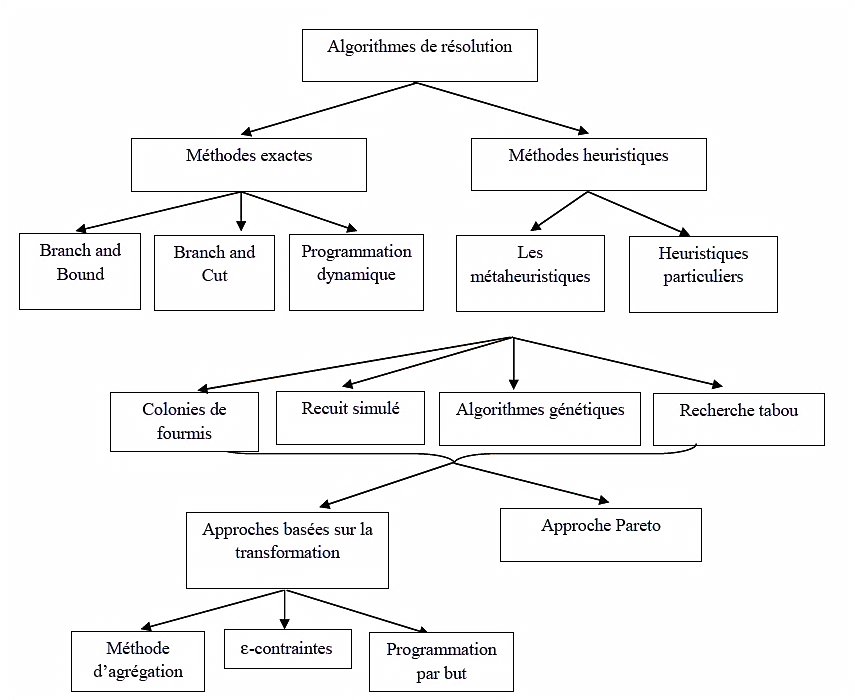 Algorithmes de résolution
Méthodes exactes
Méthodes heuristiques
Branch and
Bound
Branch and
Cut
Programmation
dynamique
Les
métaheuristiques
Heuristiques
particuliers
Colonies de
fourmis
Recuit simulé
Algorithmes génétiques
Recherche tabou
Approches basées sur la
transformation
Approche Pareto
Méthode
d’agrégation
ε-contraintes
Programmation
par but